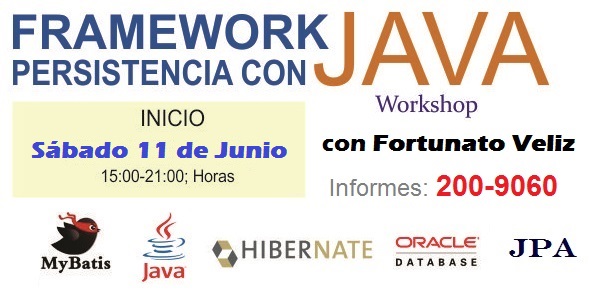 FRAMEWORK
PERSISTENCIA CON JAVA
Workshop
INICIO
Sábado 11 de Junio
15:00-21:00; Horas
con Fortunato Veliz
Informes: 200-9060
MyBatis
Java
HIBERNATE
ORACLE
DATABASE
JPA